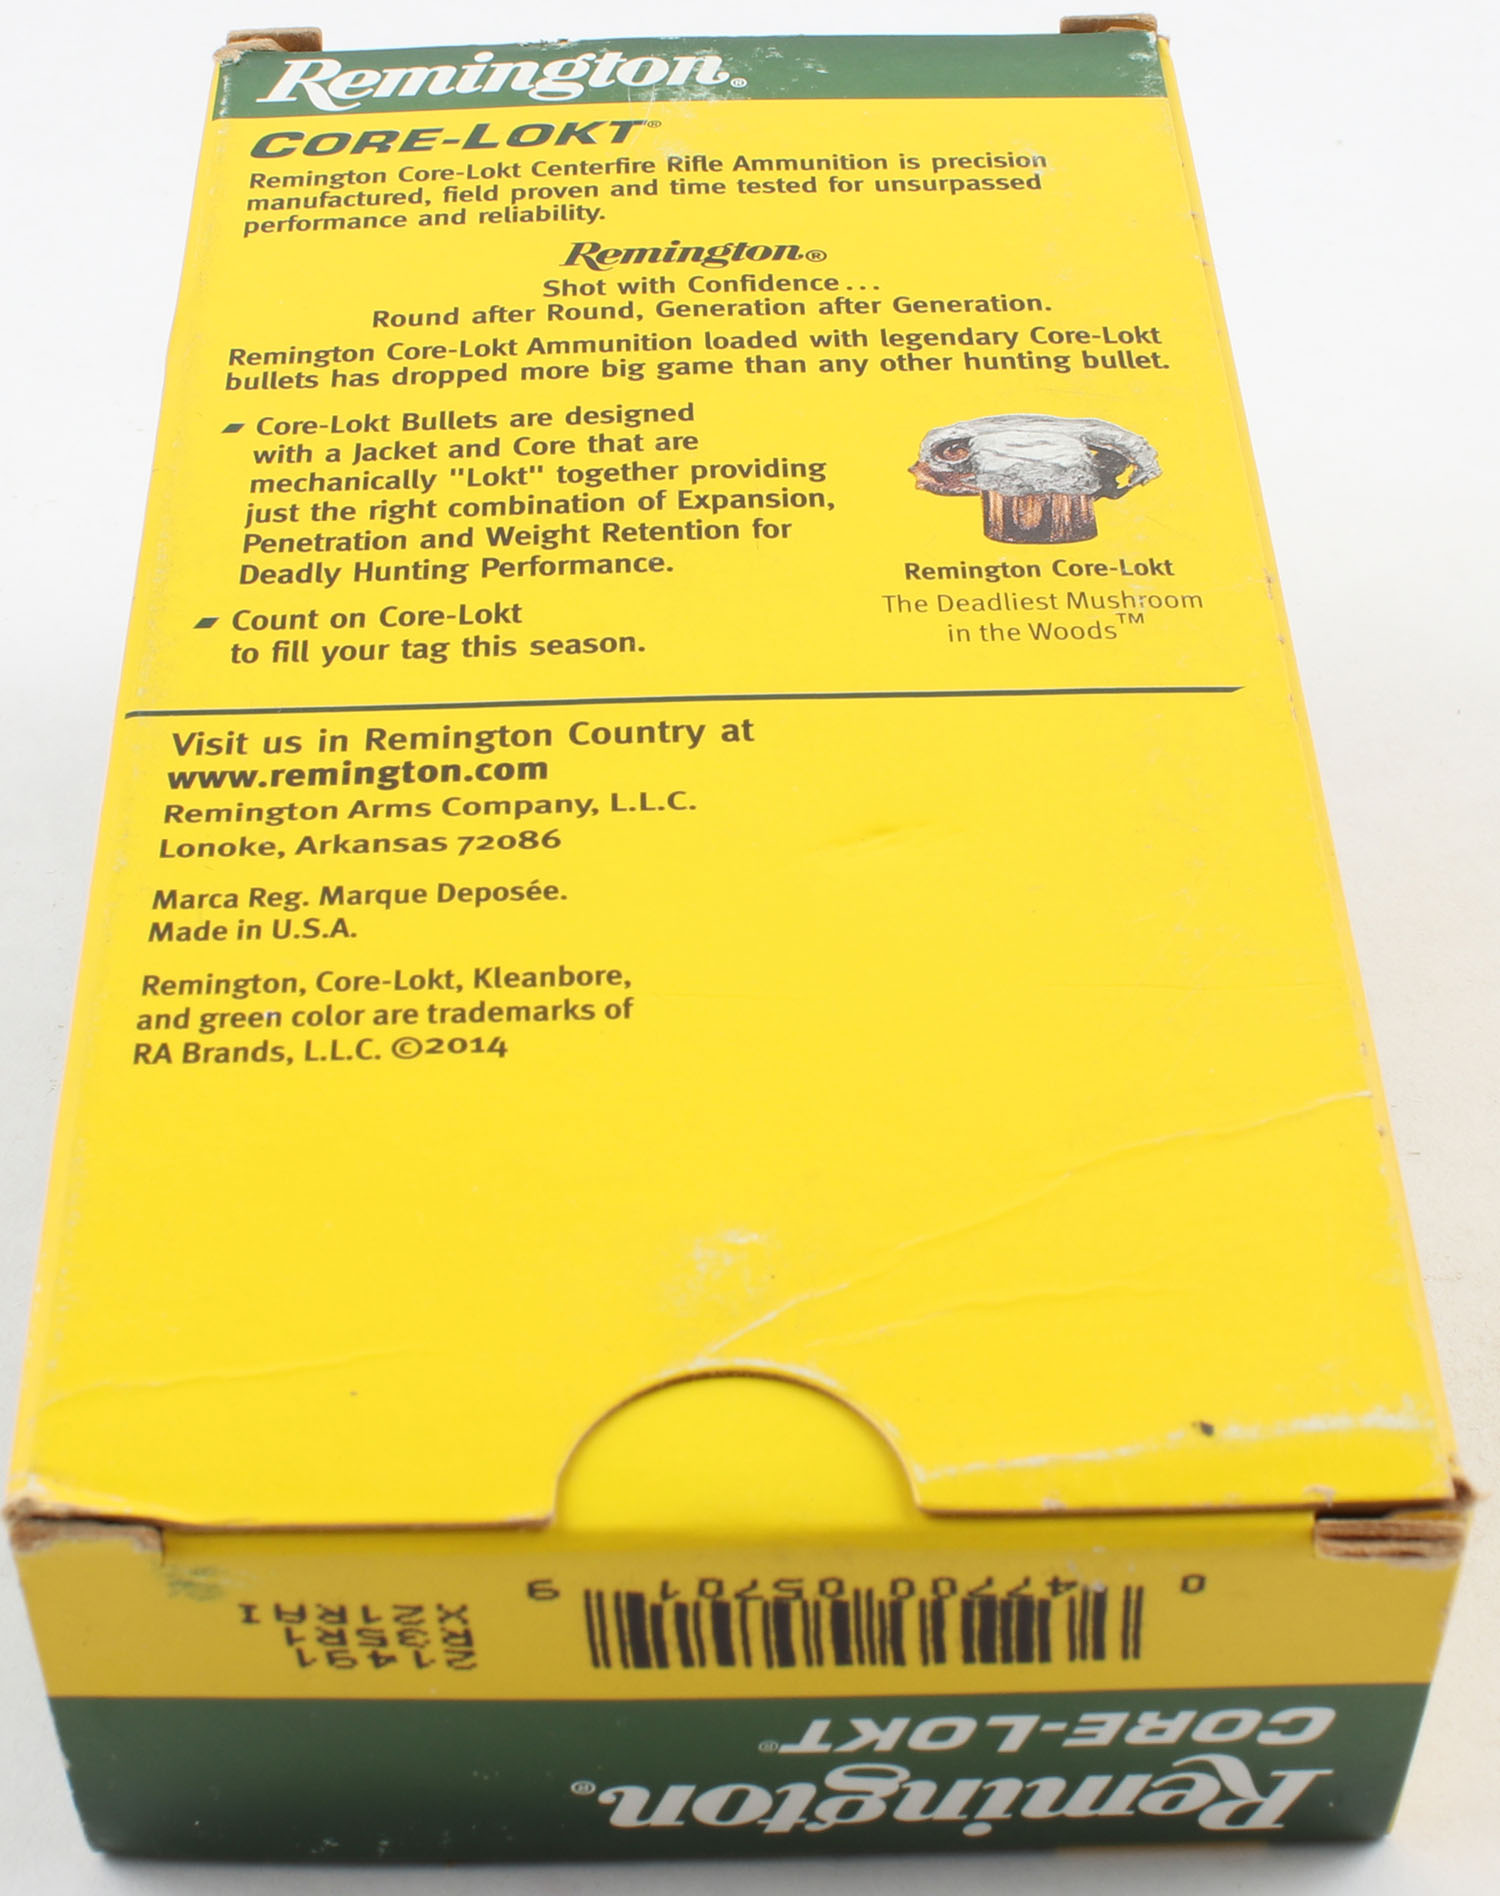 Remington®
CORE-LOKT®
Remington Core-Lokt Centerfire Rifle Ammunition is precision
manufactured, field proven and time tested for unsurpassed
performance and reliability.
Remington®
Shot with Confidence...
Round after Round, Generation after Generation.
Remington Core-Lokt Ammunition loaded with legendary Core-Lokt
bullets has dropped more big game than any other hunting bullet.
Core-Lokt Bullets are designed
with a Jacket and Core that are
mechanically "Lokt" together providing
just the right combination of Expansion,
Penetration and Weight Retention for
Deadly Hunting Performance.
Count on Core-Lokt
to fill your tag this season.
Remington Core-Lokt
The Deadliest Mushroom
in the Woods™
Visit us in Remington Country at
www.remington.com
Remington Arms Company, L.L.C.
Lonoke, Arkansas 72086
Marca Reg. Marque Deposée.
Made in U.S.A.
Remington, Core-Lokt, Kleanbore,
and green color are trademarks of
RA Brands, L.L.C. ©2014
Remington®
CORE-LOKT®
0 47700 05701 9